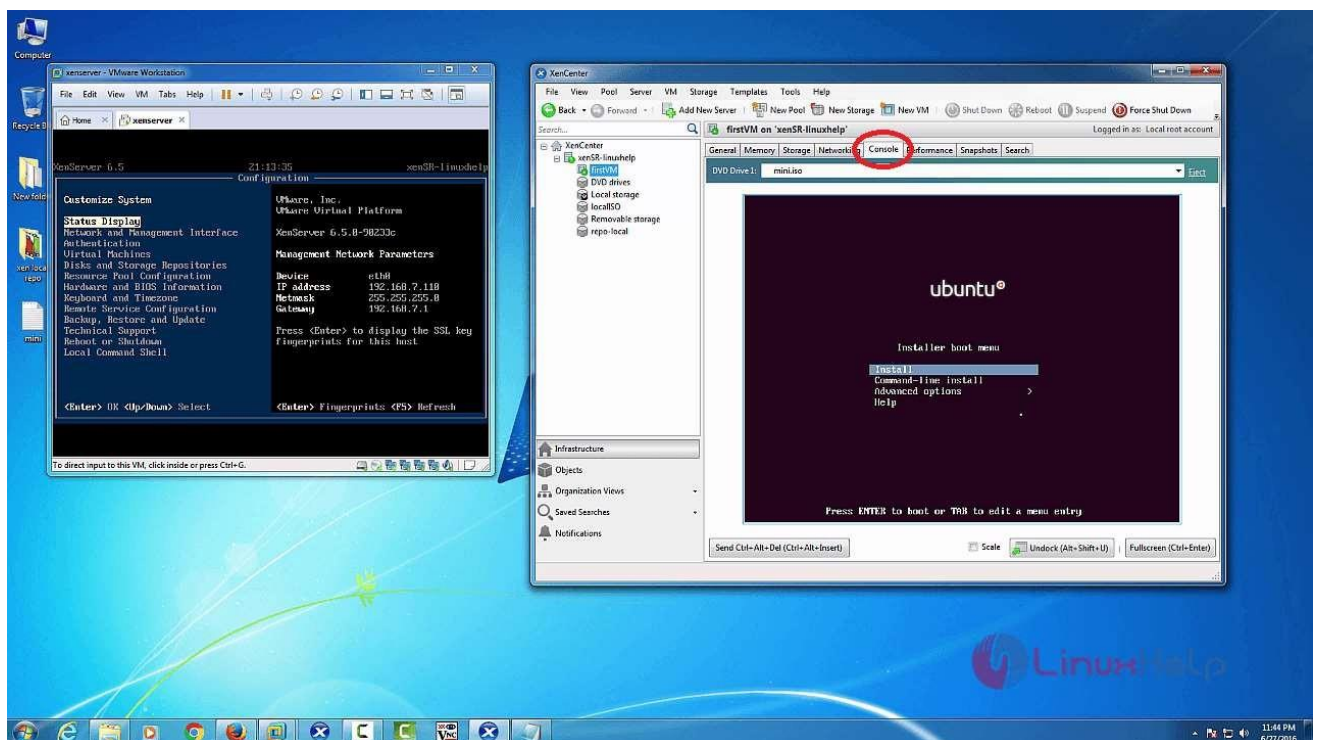 Computer
Recycle B
New fold
xen loca
repo
mini
xenserver - VMware Workstation
File Edit View VM Tabs Help
Home
xenserver
XenServer 6.5 21:13:35 xenSR-linuxhelp
Configuration
Customize System
Status Display
Network and Management Interface
Authentication
Virtual Machines
Disks and Storage Repositories
Resource Pool Configuration
Hardware and BIOS Information
Keyboard and Timezone
Remote Service Configuration
Backup, Restore and Update
Technical Support
Reboot or Shutdown
Local Command Shell
<Enter> OK <Up/Down> Select
VMware, Inc.
VMware Virtual Platform
XenServer 6.5.0-90233c
Management Network Parameters
Device eth0
IP address 192.168.7.110
Netmask 255.255.255.0
Gateway 192.168.7.1
Press <Enter> to display the SSL key
fingerprints for this host
<Enter> Fingerprints <F5> Refresh
To direct input to this VM, click inside or press Ctrl+G.
XenCenter
File View Pool Server VM Storage Templates Tools Help
Back Forward Add New Server New Pool New Storage New VM Shut Down Reboot Suspend Force Shut Down
Search...
firstVM on 'xenSR-linuxhelp' Logged in as: Local root account
XenCenter
xenSR-linuxhelp
firstVM
DVD drives
Local storage
localISO
Removable storage
repo-local
Infrastructure
Objects
Organization Views
Saved Searches
Notifications
General Memory Storage Networking Console Performance Snapshots Search
DVD Drive 1: mini.iso Eject
ubuntu
Installer boot menu
Install
Command-line install
Advanced options >
Help
Press ENTER to boot or TAB to edit a menu entry
Send Ctrl+Alt+Del (Ctrl+Alt+Insert) Scale Undock (Alt+Shift+U) Fullscreen (Ctrl+Enter)
LinuxHelp
VNC
11:44 PM
6/27/2016